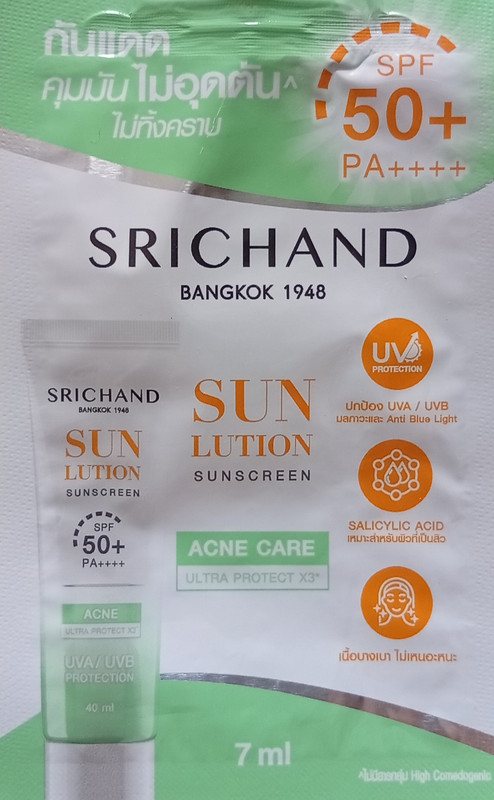 กันแดด
คุมมัน ไม่อุดตัน^
ไม่ทิ้งคราบ
SPF
50+
PA++++
SRICHAND
BANGKOK 1948
UV
PROTECTION
ปกป้อง UVA / UVB
มลภาวะและ Anti Blue Light
SRICHAND
BANGKOK 1948
SUN
LUTION
SUNSCREEN
SPF
50+
PA++++
ACNE
ULTRA PROTECT X3
UVA/UVB
PROTECTION
40 ml
SUN
LUTION
SUNSCREEN
ACNE CARE
ULTRA PROTECT X3*
SALICYLIC ACID
เหมาะสำหรับผิวที่เป็นสิว
เนื้อบางเบา ไม่เหนอะหนะ
7 ml
^ไม่มีสารกลุ่ม High Comedogenic